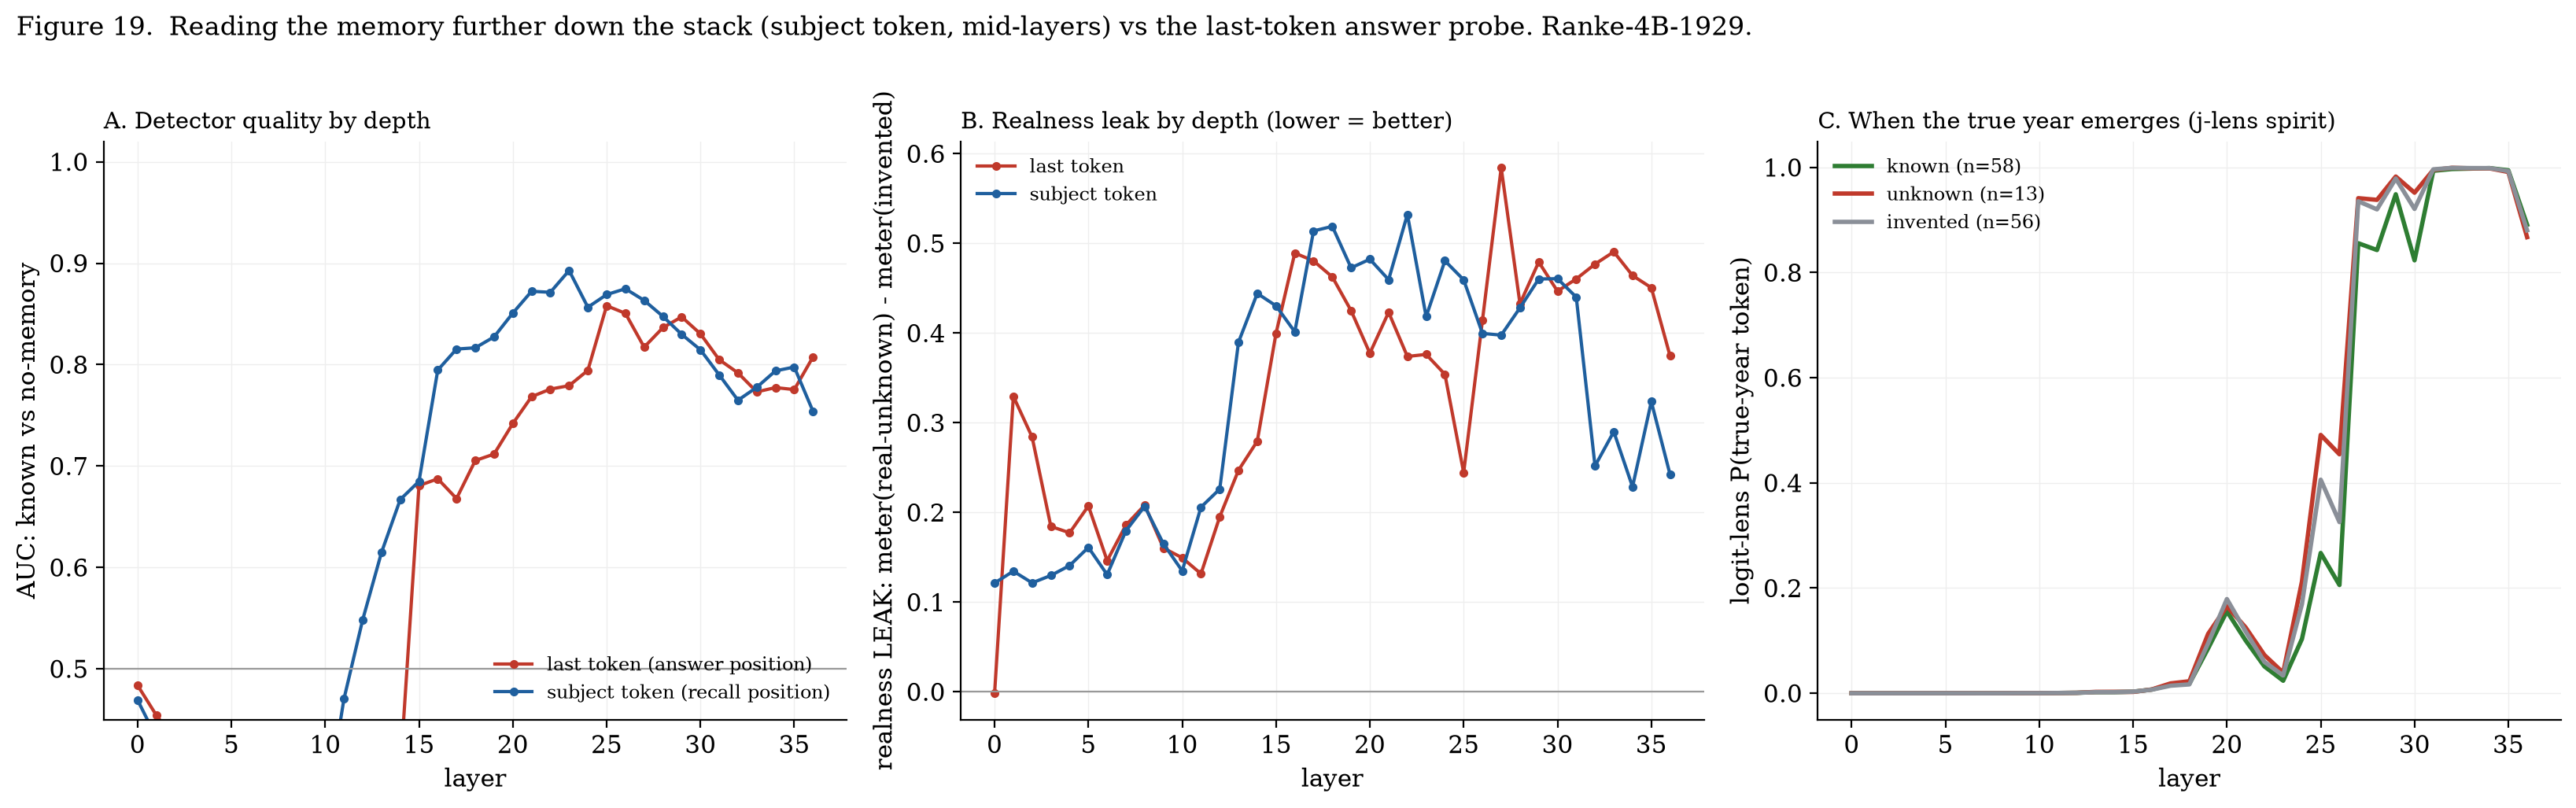 Figure 19.  Reading the memory further down the stack (subject token, mid-layers) vs the last-token answer probe. Ranke-4B-1929.
A. Detector quality by depth
AUC: known vs no-memory
1.0
0.9
0.8
0.7
0.6
0.5
last token (answer position)
subject token (recall position)
0 5 10 15 20 25 30 35
layer
B. Realness leak by depth (lower = better)
realness LEAK: meter(real-unknown) - meter(invented)
last token
subject token
0.6
0.5
0.4
0.3
0.2
0.1
0.0
0 5 10 15 20 25 30 35
layer
C. When the true year emerges (j-lens spirit)
logit-lens P(true-year token)
known (n=58)
unknown (n=13)
invented (n=56)
1.0
0.8
0.6
0.4
0.2
0.0
0 5 10 15 20 25 30 35
layer